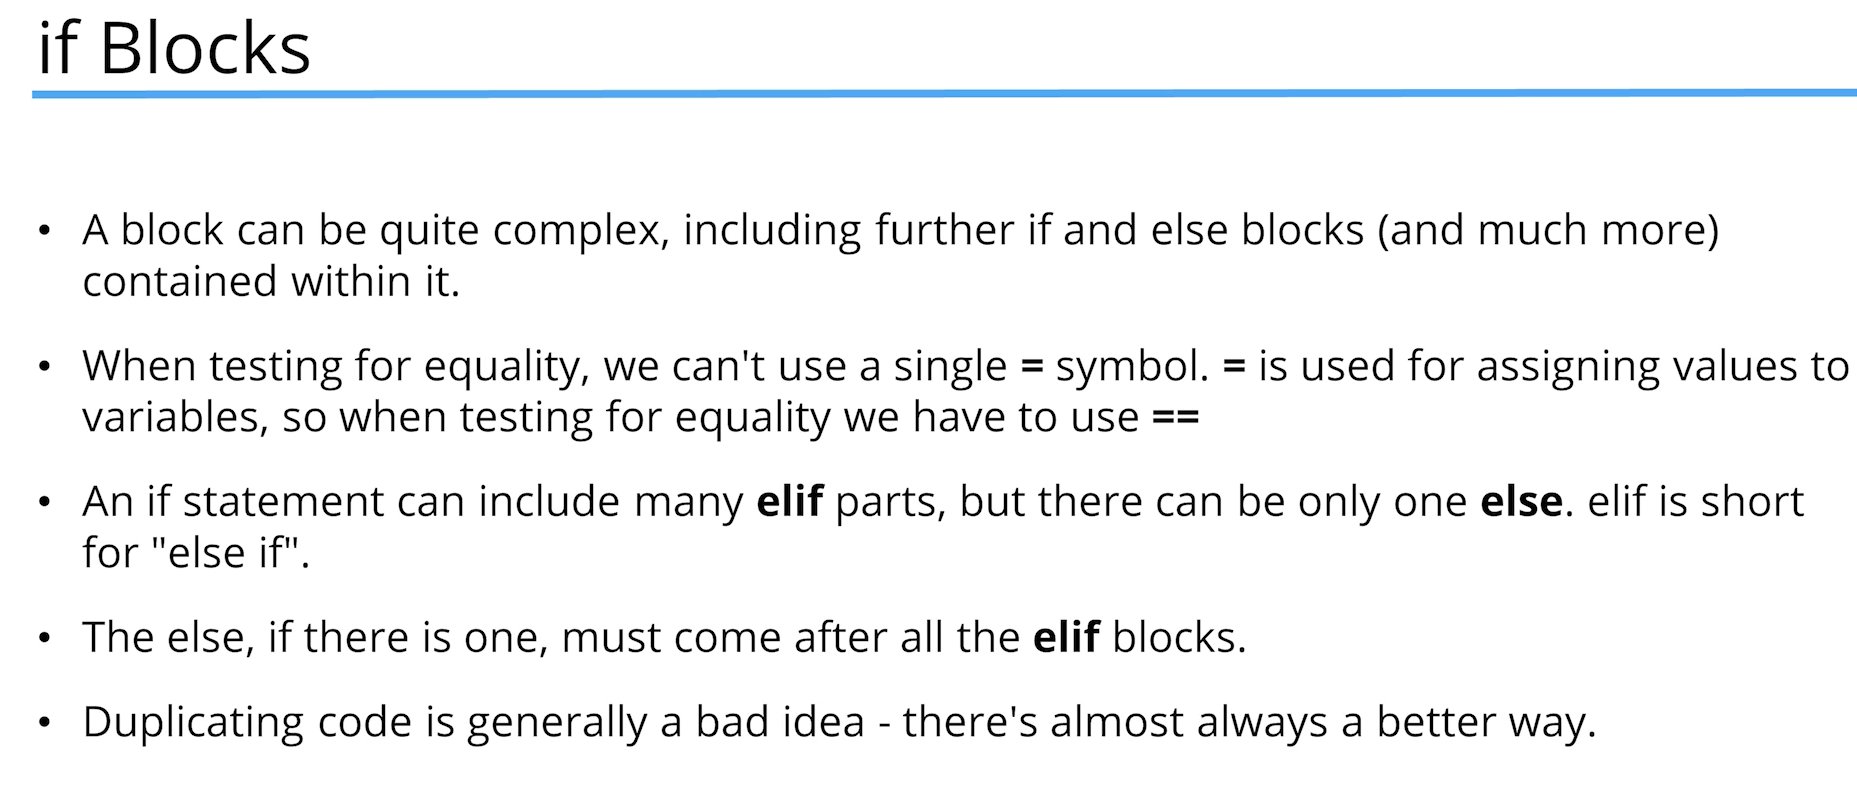 if Blocks
• A block can be quite complex, including further if and else blocks (and much more)
contained within it.
• When testing for equality, we can't use a single = symbol. = is used for assigning values to
variables, so when testing for equality we have to use ==
• An if statement can include many elif parts, but there can be only one else. elif is short
for "else if".
• The else, if there is one, must come after all the elif blocks.
• Duplicating code is generally a bad idea - there's almost always a better way.